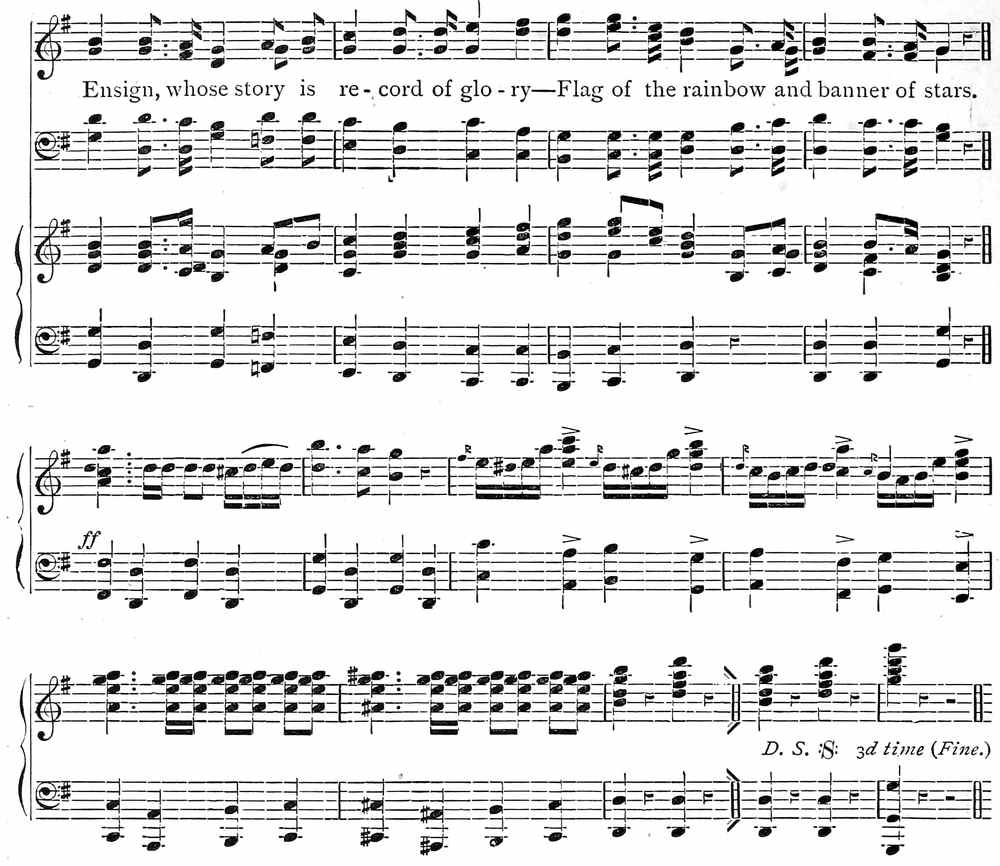 Ensign, whose story is re - cord of glo - ry—Flag of the rainbow and banner of stars.
ff
D. S. :S: 3d time (Fine.)